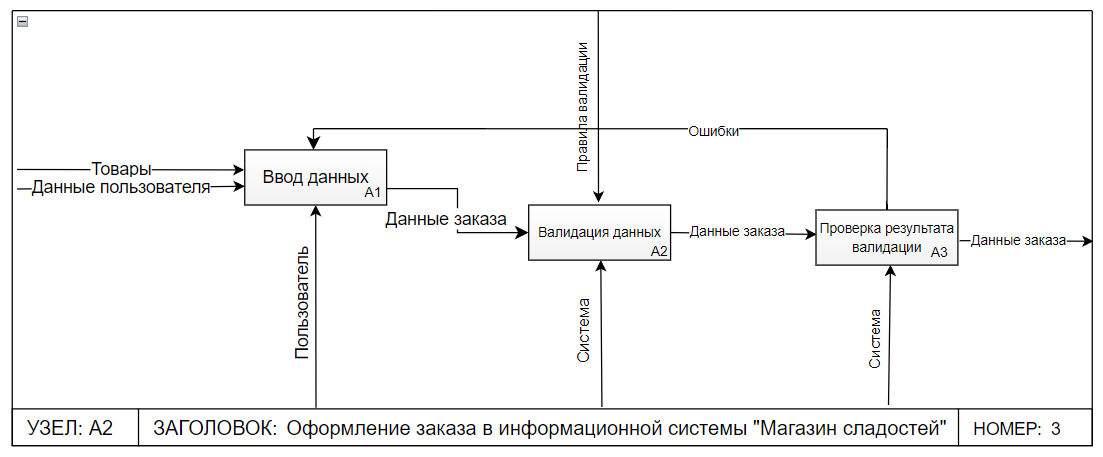 Правила валидации
Ошибки
Товары
Данные пользователя
Ввод данных
A1
Данные заказа
Валидация данных
A2
Данные заказа
Проверка результата
валидации
A3
Данные заказа
Пользователь
Система
Система
УЗЕЛ: A2
ЗАГОЛОВОК: Оформление заказа в информационной системы "Магазин сладостей"
НОМЕР: 3